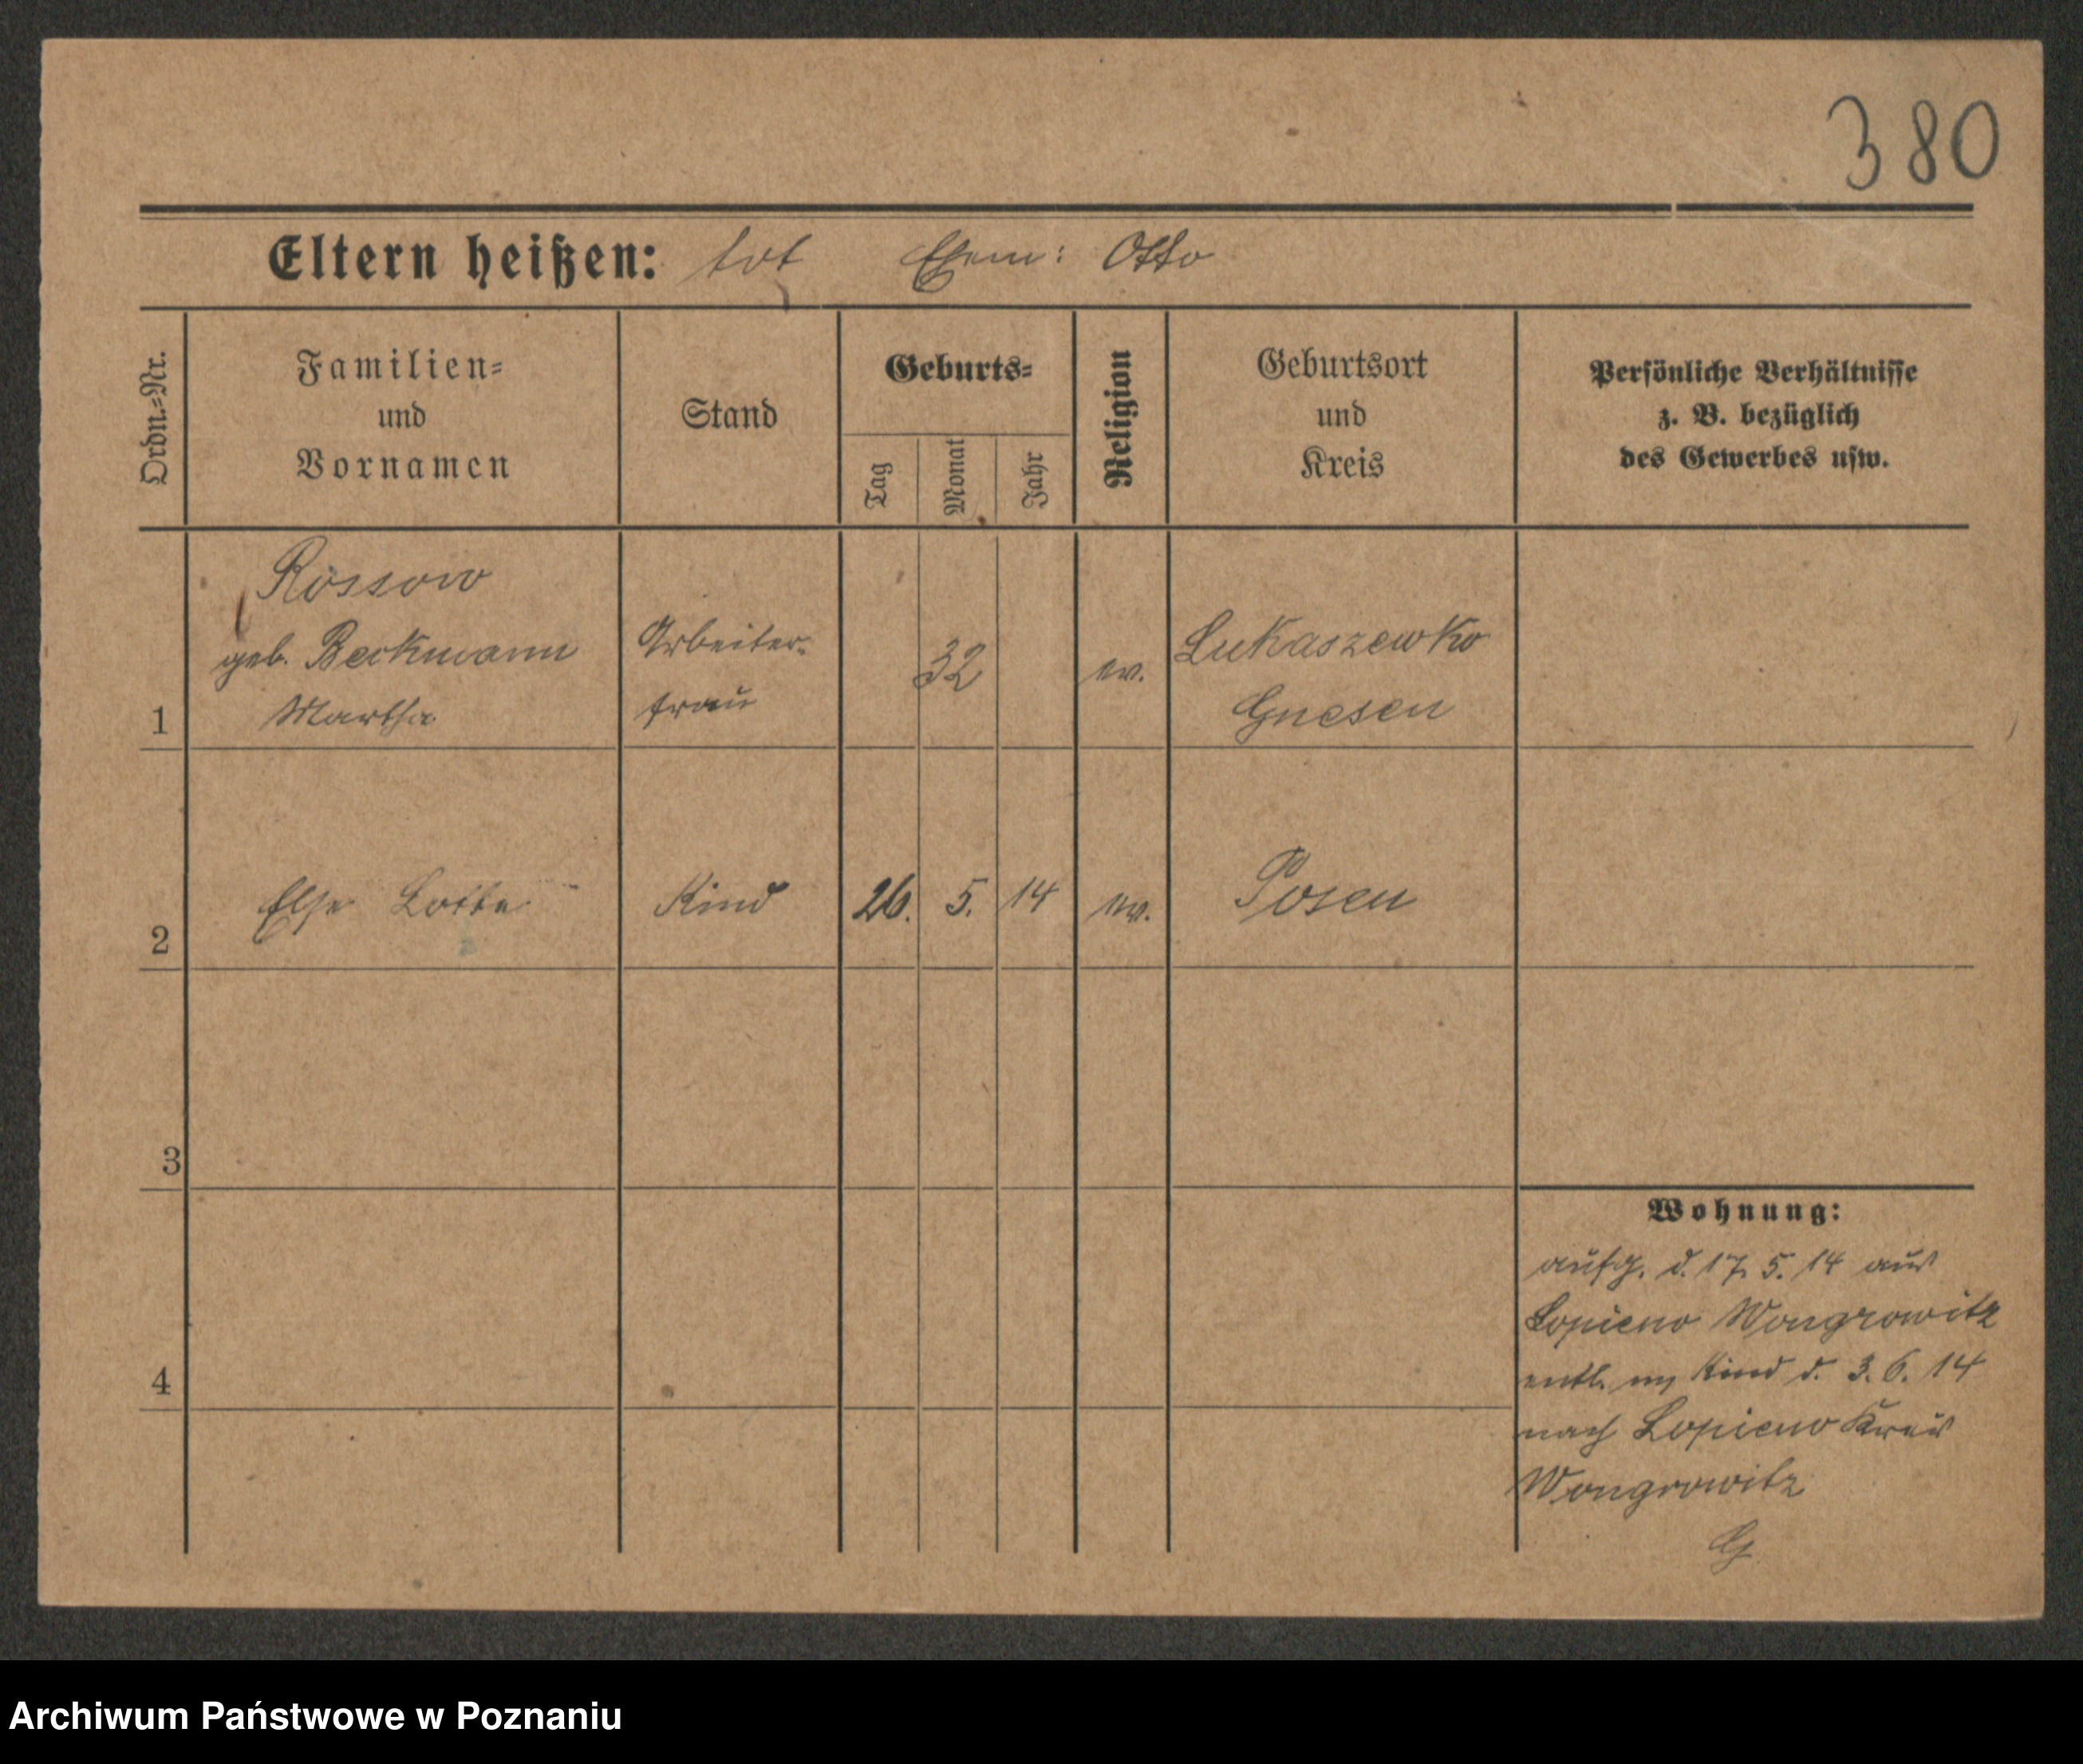 380
Eltern heißen: tot Ehem: Otto
Ordn.=Nr.
Familien=
und
Vornamen
Stand
Geburts=
Tag
Monat
Jahr
Religion
Geburtsort
und
Kreis
Persönliche Verhältnisse
z. B. bezüglich
des Gewerbes usw.
1
Rossow
geb. Beckmann
Martha
Arbeiter-
frau
32
ev.
Lukaszewko
Gnesen
2
Else Lotte
Kind
26. 5. 14
ev.
Posen
3
4
Wohnung:
aufg. d. 17. 5. 14 aus
Lopieno Wongrowitz
entl. m Kind d. 3. 6. 14
nach Lopieno Kreis
Wongrowitz
G
Archiwum Państwowe w Poznaniu